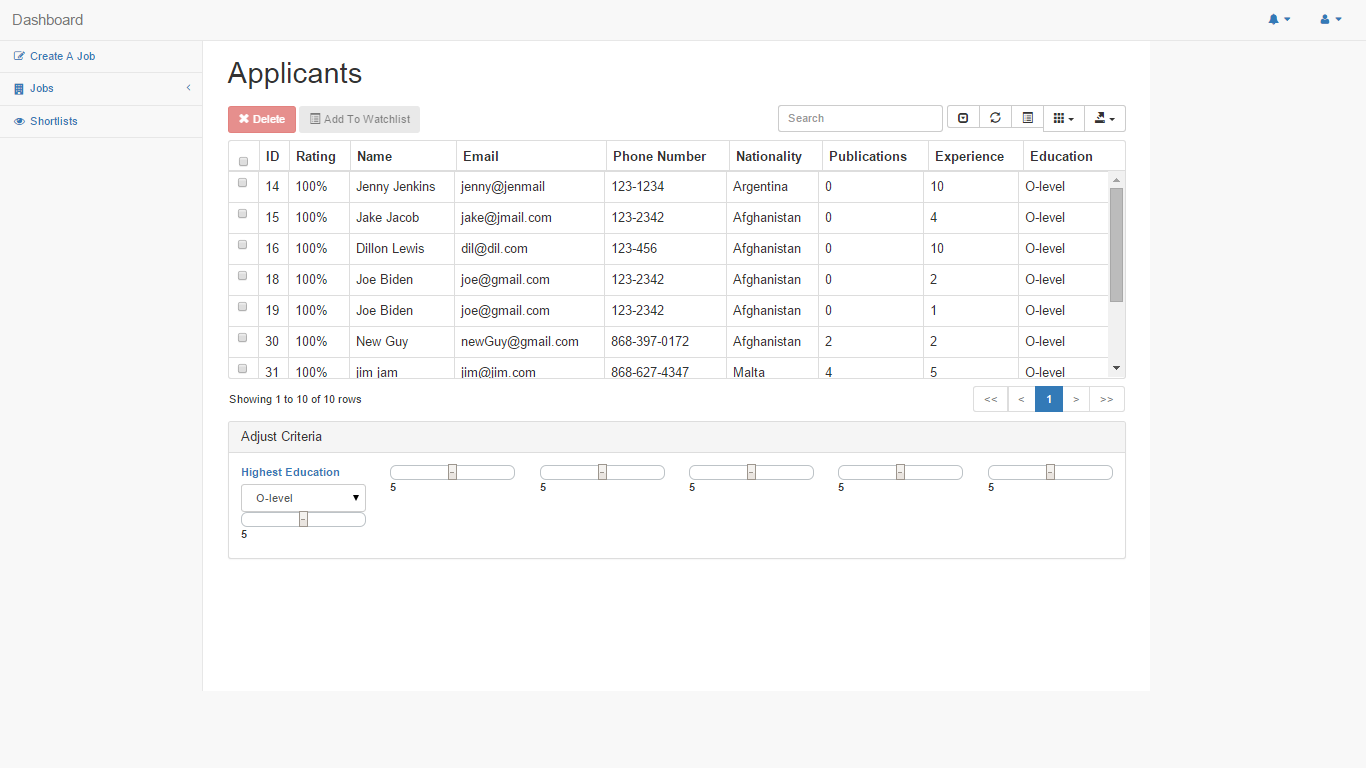 Dashboard
Create A Job
Jobs
Shortlists
Applicants
Delete Add To Watchlist Search
ID Rating Name Email Phone Number Nationality Publications Experience Education
14 100% Jenny Jenkins jenny@jenmail 123-1234 Argentina 0 10 O-level
15 100% Jake Jacob jake@jmail.com 123-2342 Afghanistan 0 4 O-level
16 100% Dillon Lewis dil@dil.com 123-456 Afghanistan 0 10 O-level
18 100% Joe Biden joe@gmail.com 123-2342 Afghanistan 0 2 O-level
19 100% Joe Biden joe@gmail.com 123-2342 Afghanistan 0 1 O-level
30 100% New Guy newGuy@gmail.com 868-397-0172 Afghanistan 2 2 O-level
31 100% jim jam jim@jim.com 868-627-4347 Malta 4 5 O-level
Showing 1 to 10 of 10 rows << < 1 > >>
Adjust Criteria
Highest Education
O-level
5 5 5 5 5
5